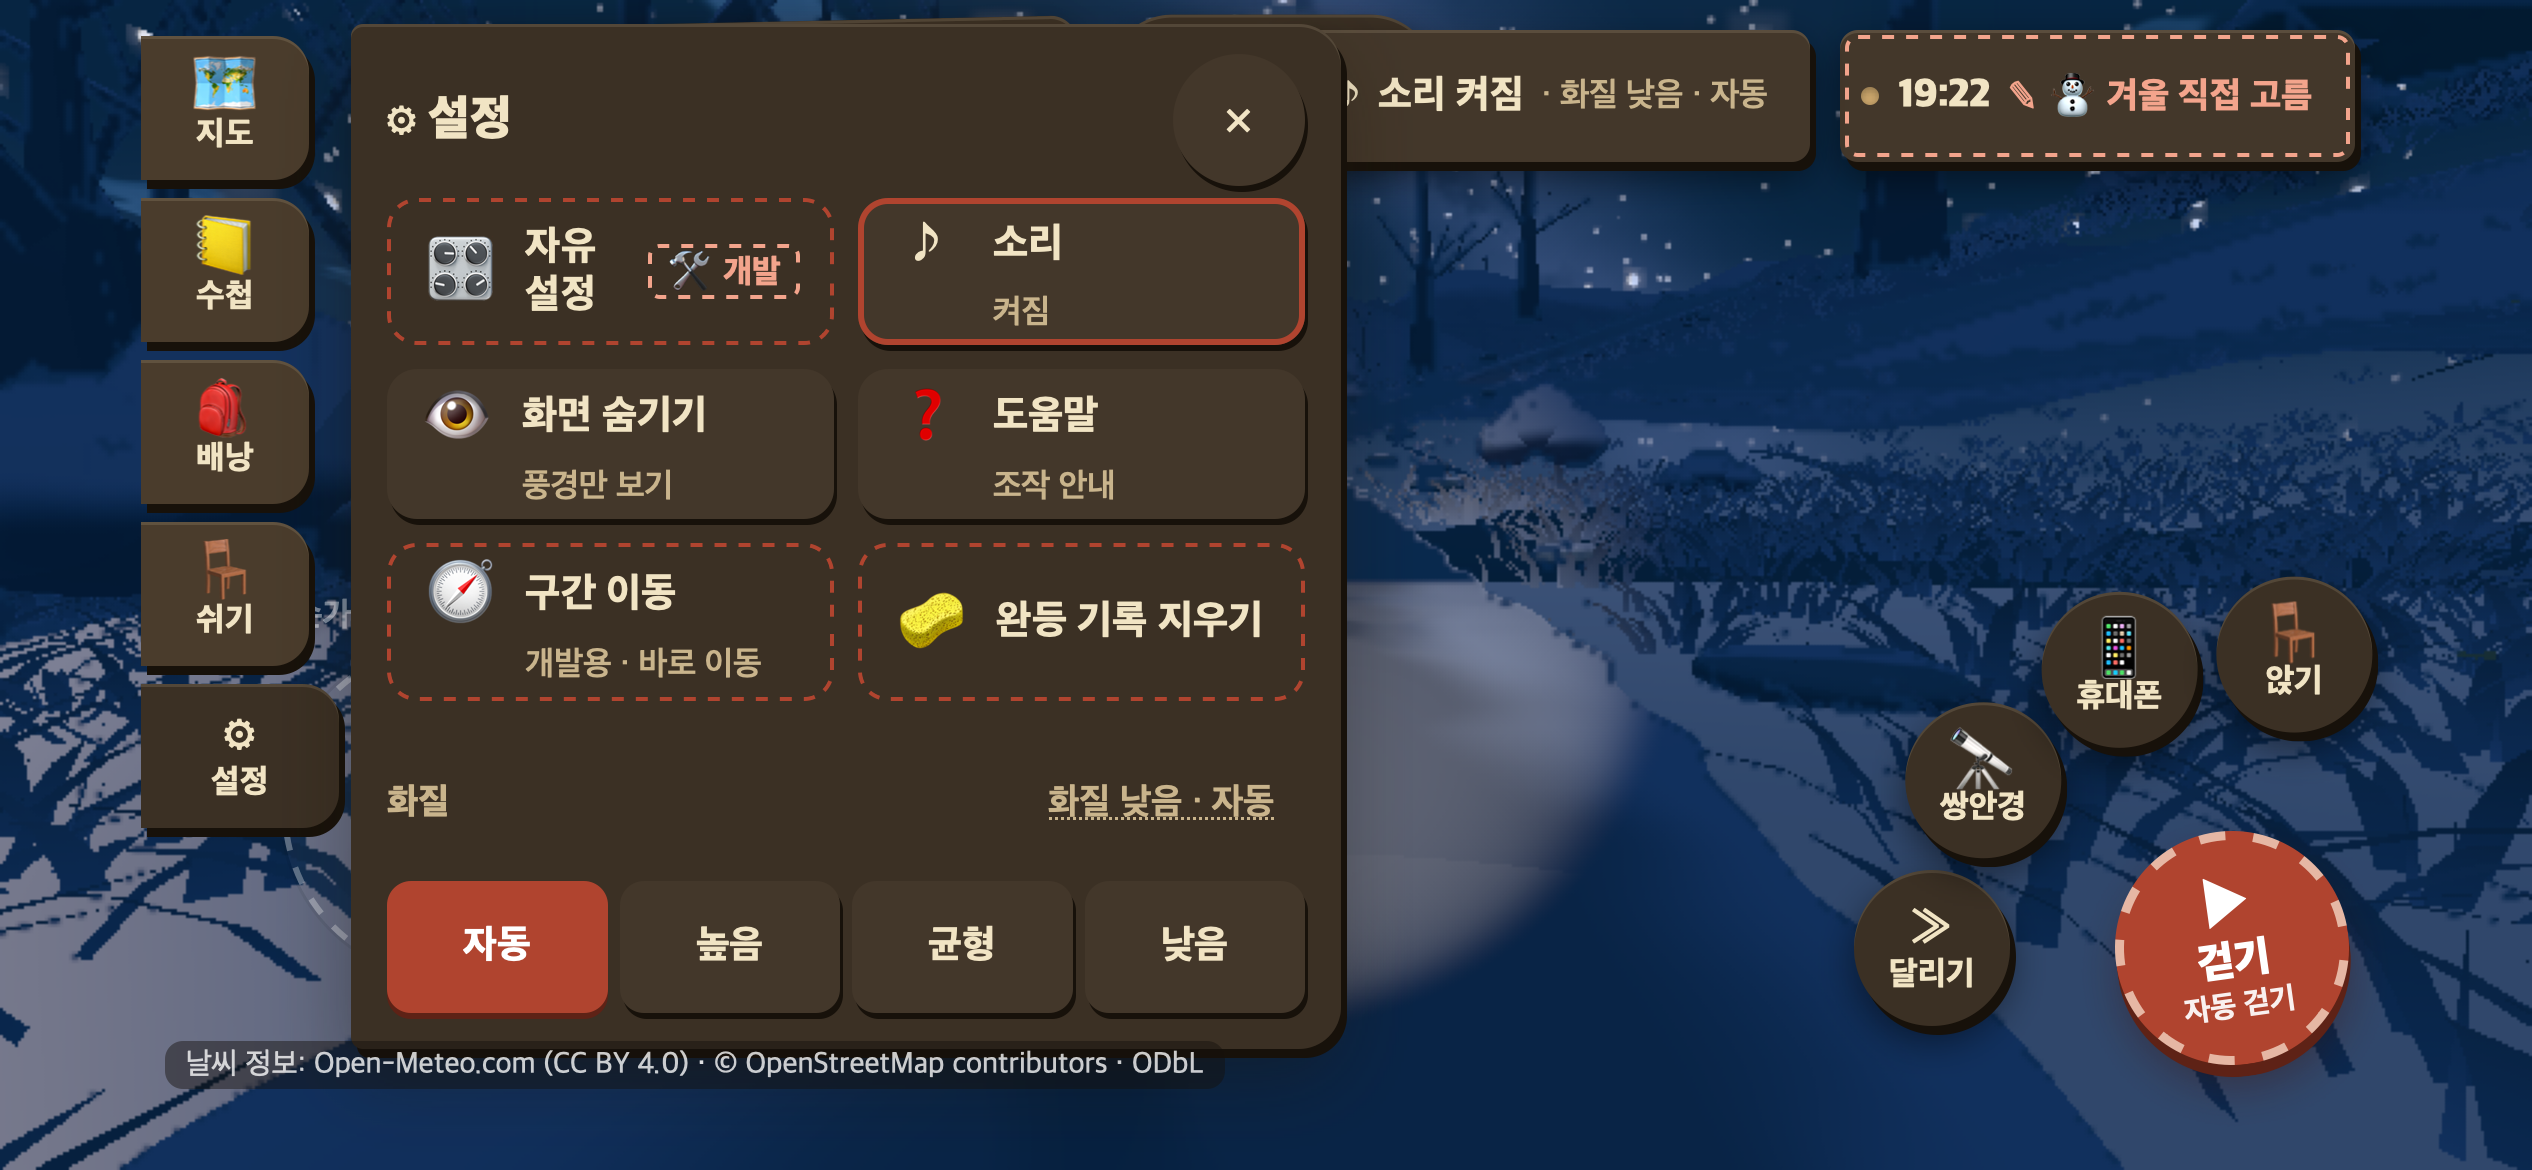 지도
수첩
배낭
쉬기
⚙ 설정
⚙ 설정
×
자유 설정
🛠 개발
♪ 소리
켜짐
화면 숨기기
풍경만 보기
❓ 도움말
조작 안내
구간 이동
개발용 · 바로 이동
완등 기록 지우기
화질
화질 낮음 · 자동
자동
높음
균형
낮음
♪ 소리 켜짐 · 화질 낮음 · 자동
19:22 ✎ ☃ 겨울 직접 고름
휴대폰
앉기
쌍안경
달리기
▶
걷기
자동 걷기
날씨 정보: Open-Meteo.com (CC BY 4.0) · © OpenStreetMap contributors · ODbL